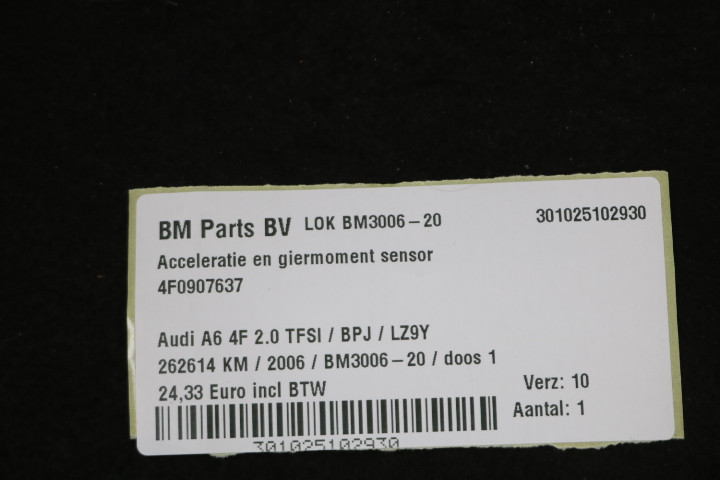 BM Parts BV LOK BM3006-20 301025102930
Acceleratie en giermoment sensor
4F0907637
Audi A6 4F 2.0 TFSI / BPJ / LZ9Y
262614 KM / 2006 / BM3006-20 / doos 1
24,33 Euro incl BTW Verz: 10
Aantal: 1
301025102930